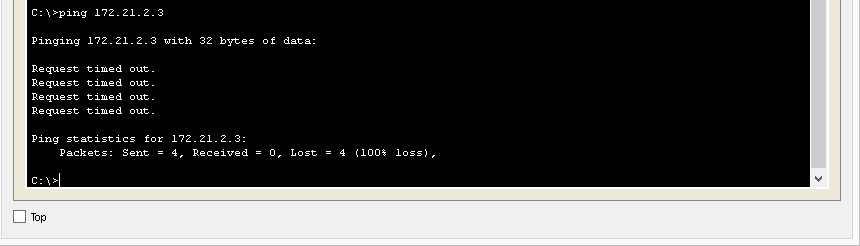 C:\>ping 172.21.2.3
Pinging 172.21.2.3 with 32 bytes of data:
Request timed out.
Request timed out.
Request timed out.
Request timed out.
Ping statistics for 172.21.2.3:
Packets: Sent = 4, Received = 0, Lost = 4 (100% loss),
C:\>
Top